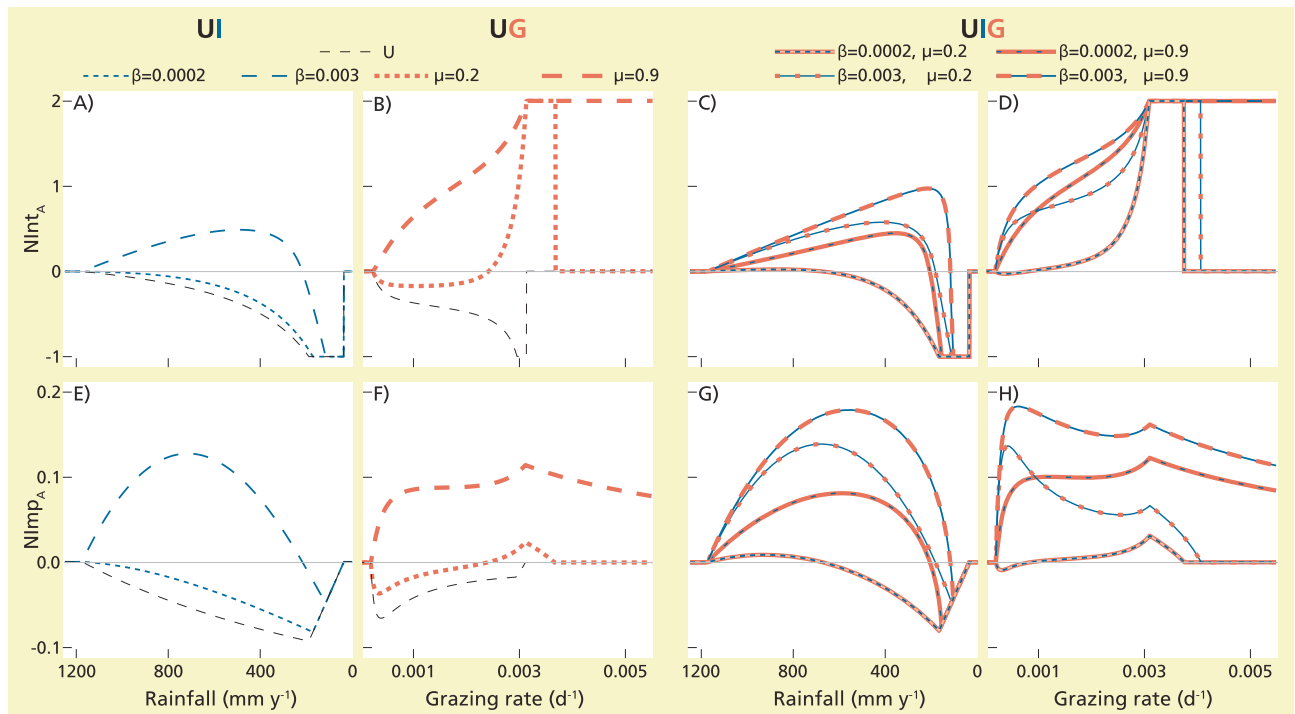 UI UG UIG
U
β=0.0002 β=0.003 μ=0.2 μ=0.9
β=0.0002, μ=0.2 β=0.0002, μ=0.9
β=0.003, μ=0.2 β=0.003, μ=0.9
A) B) C) D)
NInt_A
2
1
0
-1
E) F) G) H)
NImp_A
0.2
0.1
0.0
-0.1
1200 800 400 0 0.001 0.003 0.005 1200 800 400 0 0.001 0.003 0.005
Rainfall (mm y⁻¹) Grazing rate (d⁻¹) Rainfall (mm y⁻¹) Grazing rate (d⁻¹)